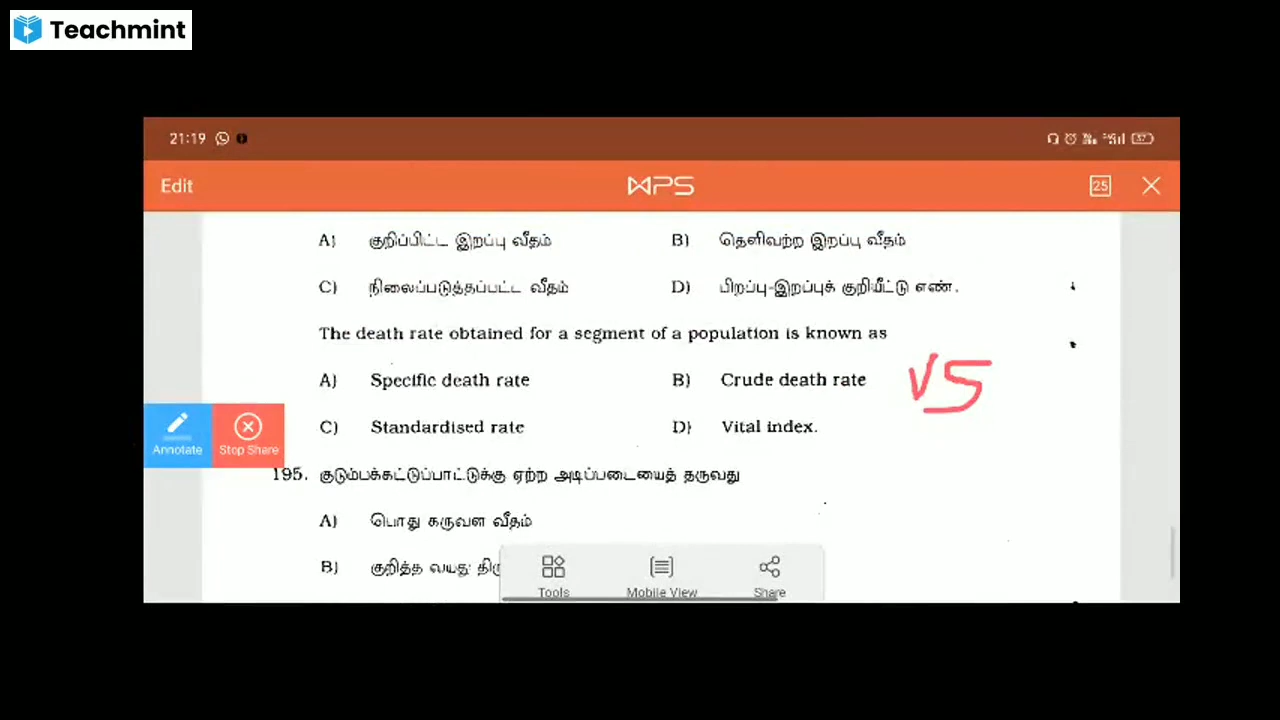 Teachmint
21:19 37
Edit WPS 25
A) குறிப்பிட்ட இறப்பு வீதம் B) தெளிவற்ற இறப்பு வீதம்
C) நிலைப்படுத்தப்பட்ட வீதம் D) பிறப்பு-இறப்புக் குறியீட்டு எண்.
The death rate obtained for a segment of a population is known as
A) Specific death rate B) Crude death rate VS
C) Standardised rate D) Vital index.
Annotate Stop Share
195. குடும்பக்கட்டுப்பாட்டுக்கு ஏற்ற அடிப்படையைத் தருவது
A) பொது கருவள வீதம்
B) குறித்த வயது
Tools Mobile View Share